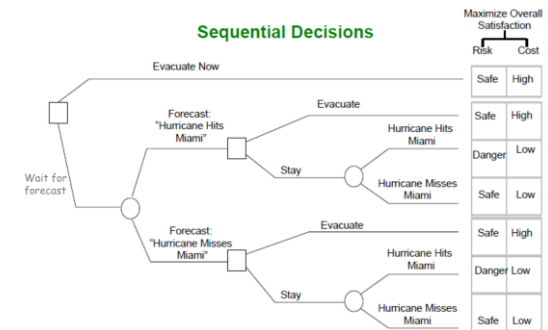 Sequential Decisions
Maximize Overall
Satisfaction
Risk Cost
Evacuate Now
Safe High
Evacuate
Safe High
Forecast:
"Hurricane Hits
Miami"
Hurricane Hits
Miami
Danger Low
Stay
Wait for
forecast
Hurricane Misses
Miami
Safe Low
Evacuate
Safe High
Forecast:
"Hurricane Misses
Miami"
Hurricane Hits
Miami
Danger Low
Stay
Hurricane Misses
Miami
Safe Low